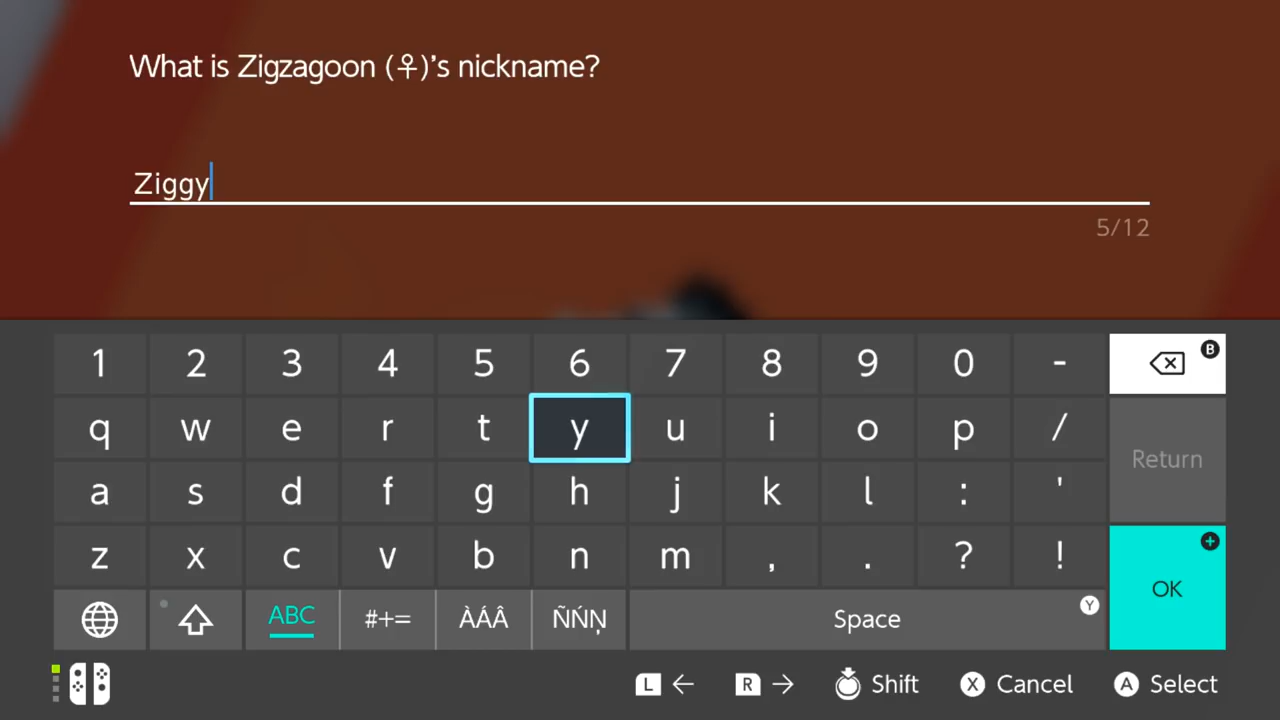 What is Zigzagoon (♀)'s nickname?
Ziggy
5/12
1 2 3 4 5 6 7 8 9 0 - B
q w e r t y u i o p /
Return
a s d f g h j k l : '
z x c v b n m , . ? ! +
OK
ABC #+= ÀÁÂ ÑŃŅ Space Y
L ← R → Shift X Cancel A Select